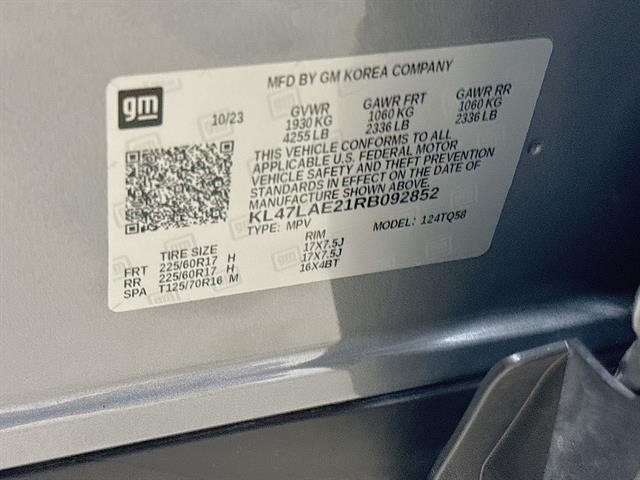 MFD BY GM KOREA COMPANY
gm
10/23 GVWR GAWR FRT GAWR RR
1930 KG 1060 KG 1060 KG
4255 LB 2336 LB 2336 LB
THIS VEHICLE CONFORMS TO ALL
APPLICABLE U.S. FEDERAL MOTOR
VEHICLE SAFETY AND THEFT PREVENTION
STANDARDS IN EFFECT ON THE DATE OF
MANUFACTURE SHOWN ABOVE.
KL47LAE21RB092852
TYPE: MPV MODEL: 124TQ58
TIRE SIZE RIM
FRT 225/60R17 H 17X7.5J
RR 225/60R17 H 17X7.5J
SPA T125/70R16 M 16X4BT